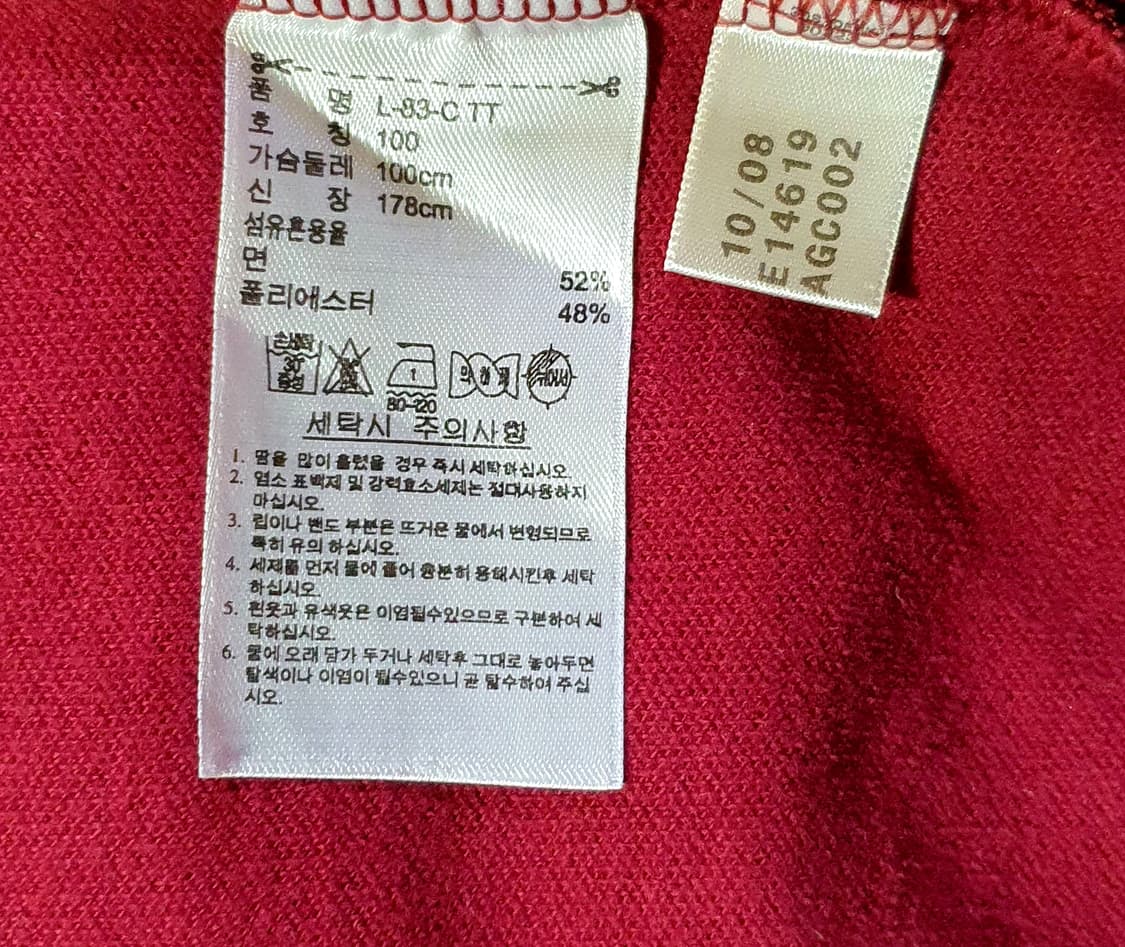 품 명 L-83-C TT
호 칭 100
가슴둘레 100cm
신 장 178cm
섬유혼용율
면 52%
폴리에스터 48%
손세탁
30°
중성
1
80-120
약하게
뉘어서
세탁시 주의사항
1. 땀을 많이 흘렸을 경우 즉시 세탁하십시오.
2. 염소 표백제 및 강력효소세제는 절대사용하지
마십시오.
3. 립이나 밴드 부분은 뜨거운 물에서 변형되므로
특히 유의 하십시오.
4. 세제를 먼저 물에 풀어 충분히 용해시킨후 세탁
하십시오.
5. 흰옷과 유색옷은 이염될수있으므로 구분하여 세
탁하십시오.
6. 물에 오래 담가 두거나 세탁후 그대로 놓아두면
탈색이나 이염이 될수있으니 곧 탈수하여 주십
시오.
10/08
E14619
AGC002